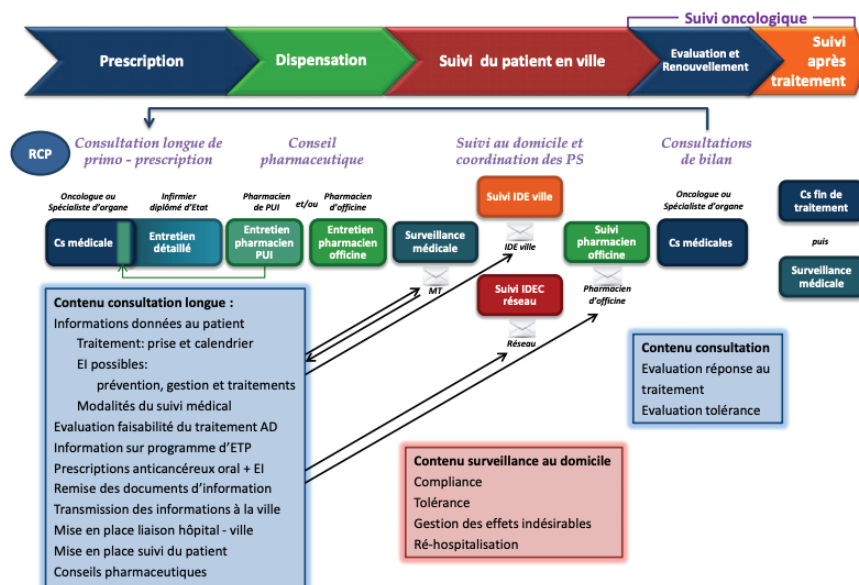 Suivi oncologique
Prescription
Dispensation
Suivi du patient en ville
Evaluation et
Renouvellement
Suivi
après
traitement
RCP
Consultation longue de
primo - prescription
Conseil
pharmaceutique
Suivi au domicile et
coordination des PS
Consultations
de bilan
Oncologue ou
Spécialiste d'organe
Infirmier
diplômé d'Etat
Pharmacien
de PUI
et/ou
Pharmacien
d'officine
Cs médicale
Entretien
détaillé
Entretien
pharmacien
PUI
Entretien
pharmacien
officine
Surveillance
médicale
MT
Suivi IDE ville
IDE ville
Suivi IDEC
réseau
Réseau
Suivi
pharmacien
officine
Pharmacien
d'officine
Oncologue ou
Spécialiste d'organe
Cs médicales
Cs fin de
traitement
puis
Surveillance
médicale
Contenu consultation longue :
Informations données au patient
Traitement: prise et calendrier
EI possibles:
prévention, gestion et traitements
Modalités du suivi médical
Evaluation faisabilité du traitement AD
Information sur programme d'ETP
Prescriptions anticancéreux oral + EI
Remise des documents d'information
Transmission des informations à la ville
Mise en place liaison hôpital - ville
Mise en place suivi du patient
Conseils pharmaceutiques
Contenu surveillance au domicile
Compliance
Tolérance
Gestion des effets indésirables
Ré-hospitalisation
Contenu consultation
Evaluation réponse au
traitement
Evaluation tolérance